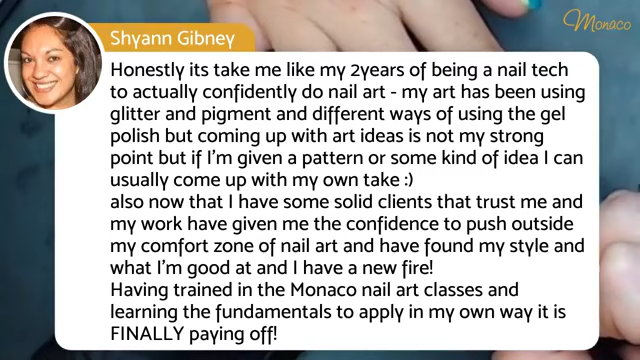 Monaco
Shyann Gibney
Honestly its take me like my 2years of being a nail tech
to actually confidently do nail art - my art has been using
glitter and pigment and different ways of using the gel
polish but coming up with art ideas is not my strong
point but if I'm given a pattern or some kind of idea I can
usually come up with my own take :)
also now that I have some solid clients that trust me and
my work have given me the confidence to push outside
my comfort zone of nail art and have found my style and
what I'm good at and I have a new fire!
Having trained in the Monaco nail art classes and
learning the fundamentals to apply in my own way it is
FINALLY paying off!